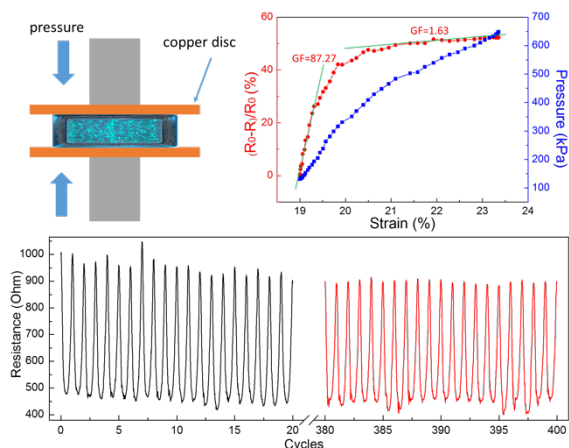 pressure
copper disc
60
40
20
0
(R₀-R)/R₀ (%)
GF=87.27
GF=1.63
700
600
500
400
300
200
100
Pressure (kPa)
19 20 21 22 23 24
Strain (%)
1000
900
800
700
600
500
400
Resistance (Ohm)
0 5 10 15 20 380 385 390 395 400
Cycles